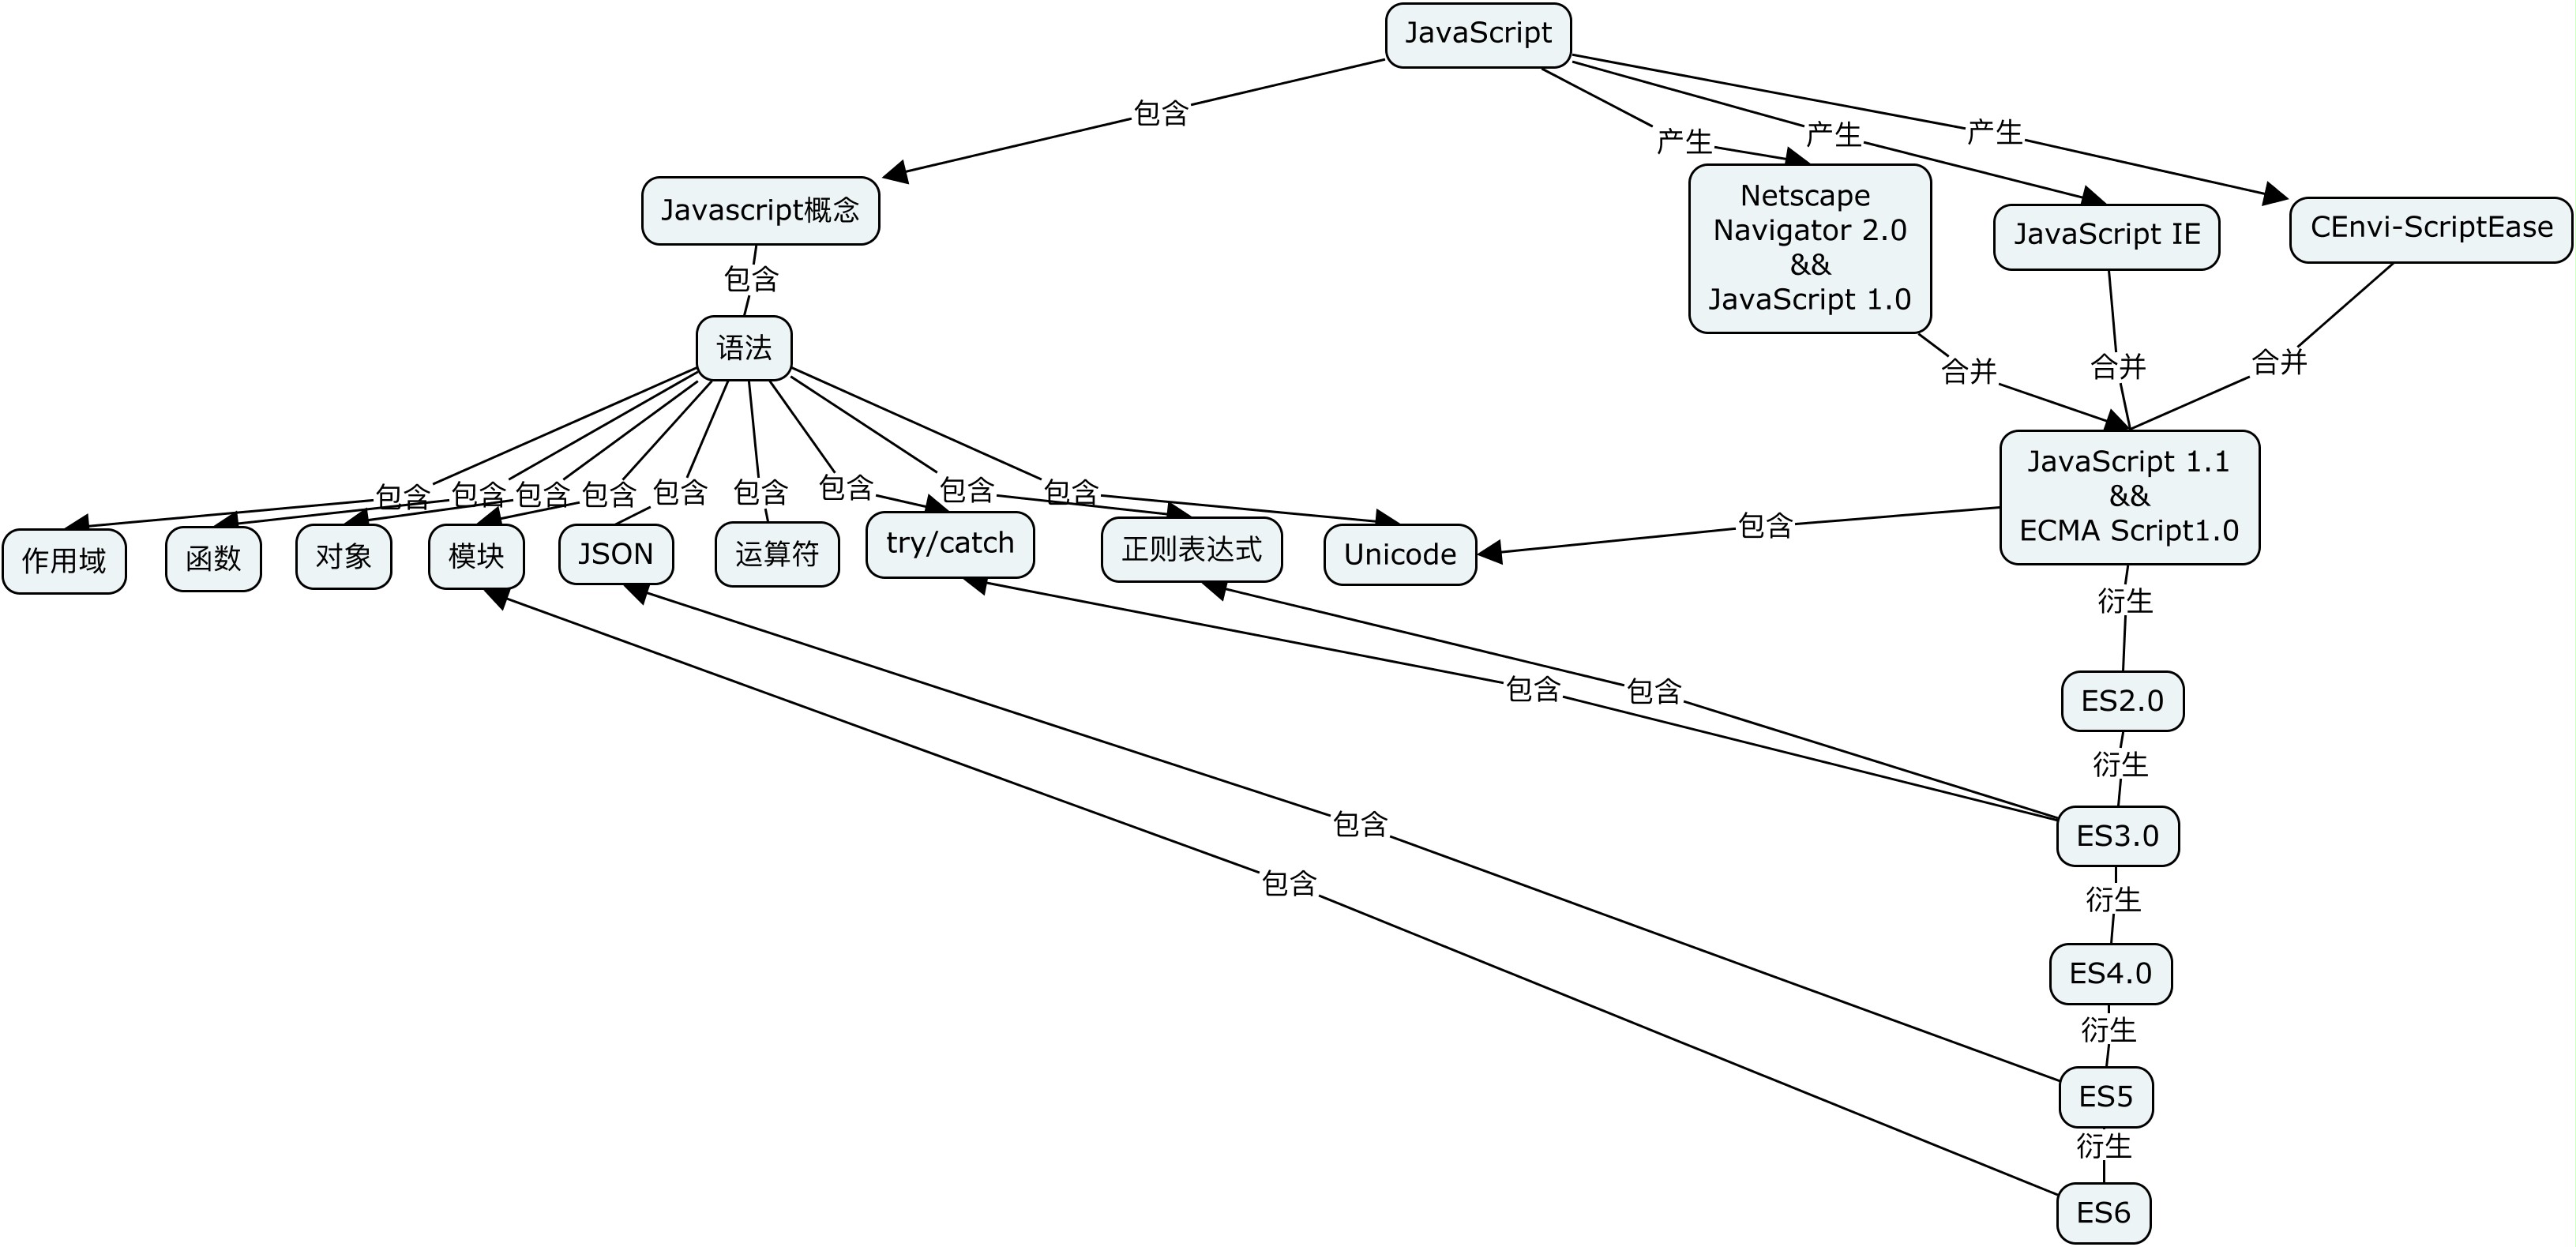 JavaScript
包含
产生
产生
产生
Javascript概念
Netscape
Navigator 2.0
&&
JavaScript 1.0
JavaScript IE
CEnvi-ScriptEase
包含
语法
合并
合并
合并
包含
包含
包含
包含
包含
包含
包含
包含
包含
作用域
函数
对象
模块
JSON
运算符
try/catch
正则表达式
Unicode
包含
JavaScript 1.1
&&
ECMA Script1.0
衍生
包含
包含
ES2.0
衍生
包含
ES3.0
包含
衍生
ES4.0
衍生
ES5
衍生
ES6